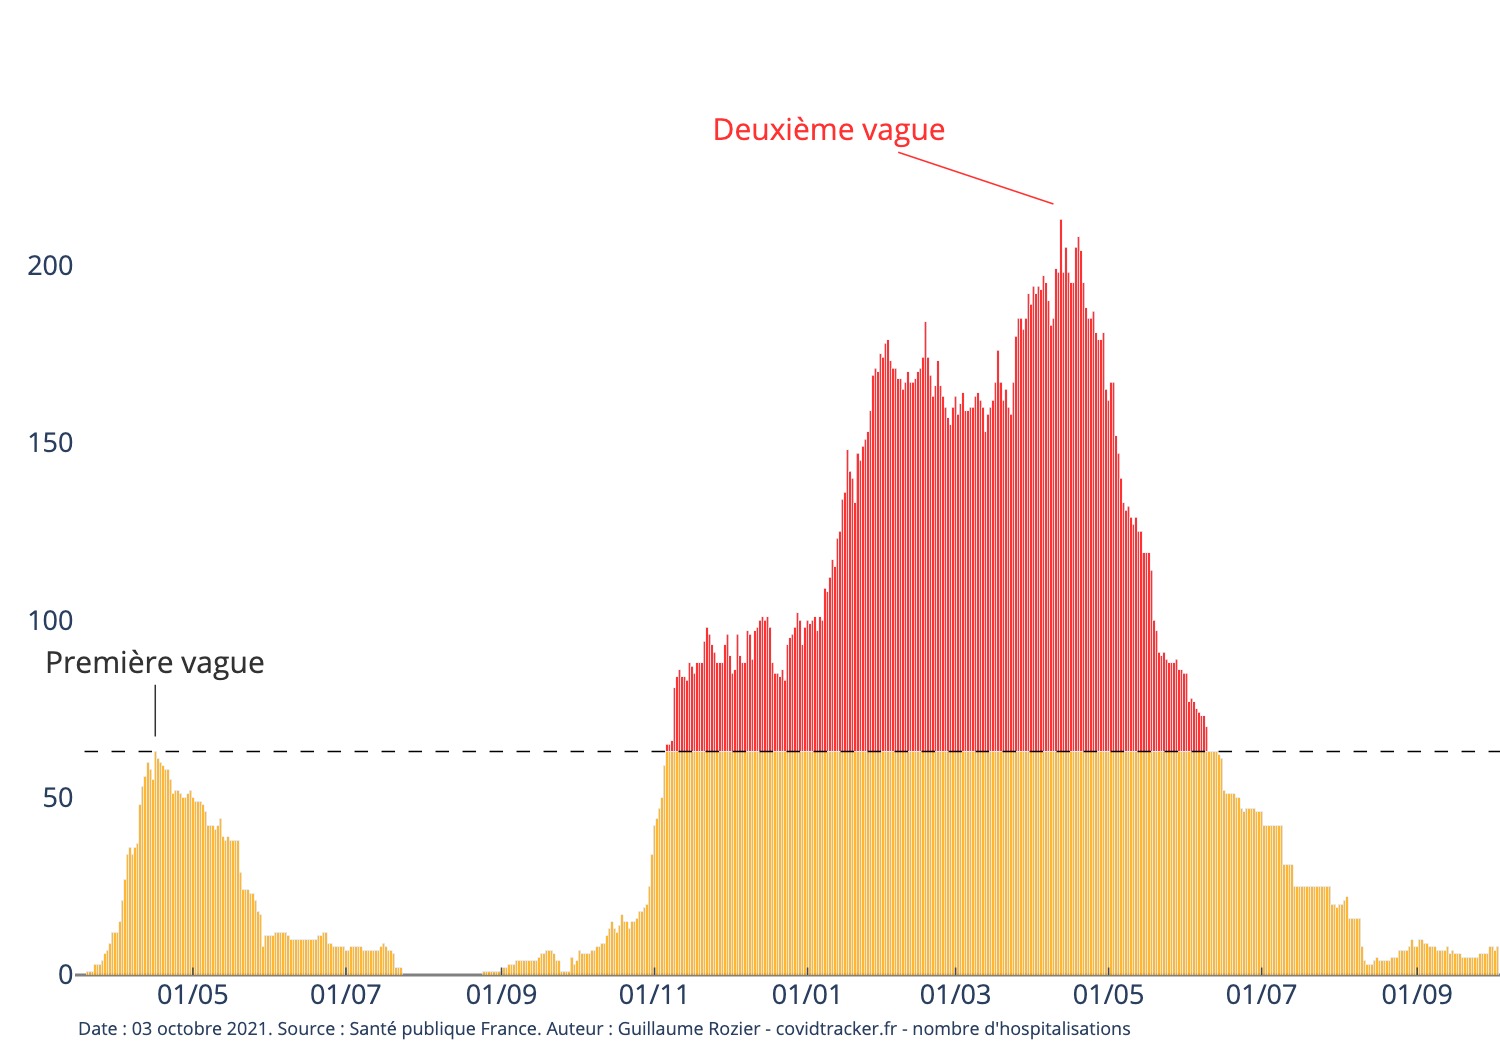 Deuxième vague
200
150
100
Première vague
50
0
01/05 01/07 01/09 01/11 01/01 01/03 01/05 01/07 01/09
Date : 03 octobre 2021. Source : Santé publique France. Auteur : Guillaume Rozier - covidtracker.fr - nombre d'hospitalisations